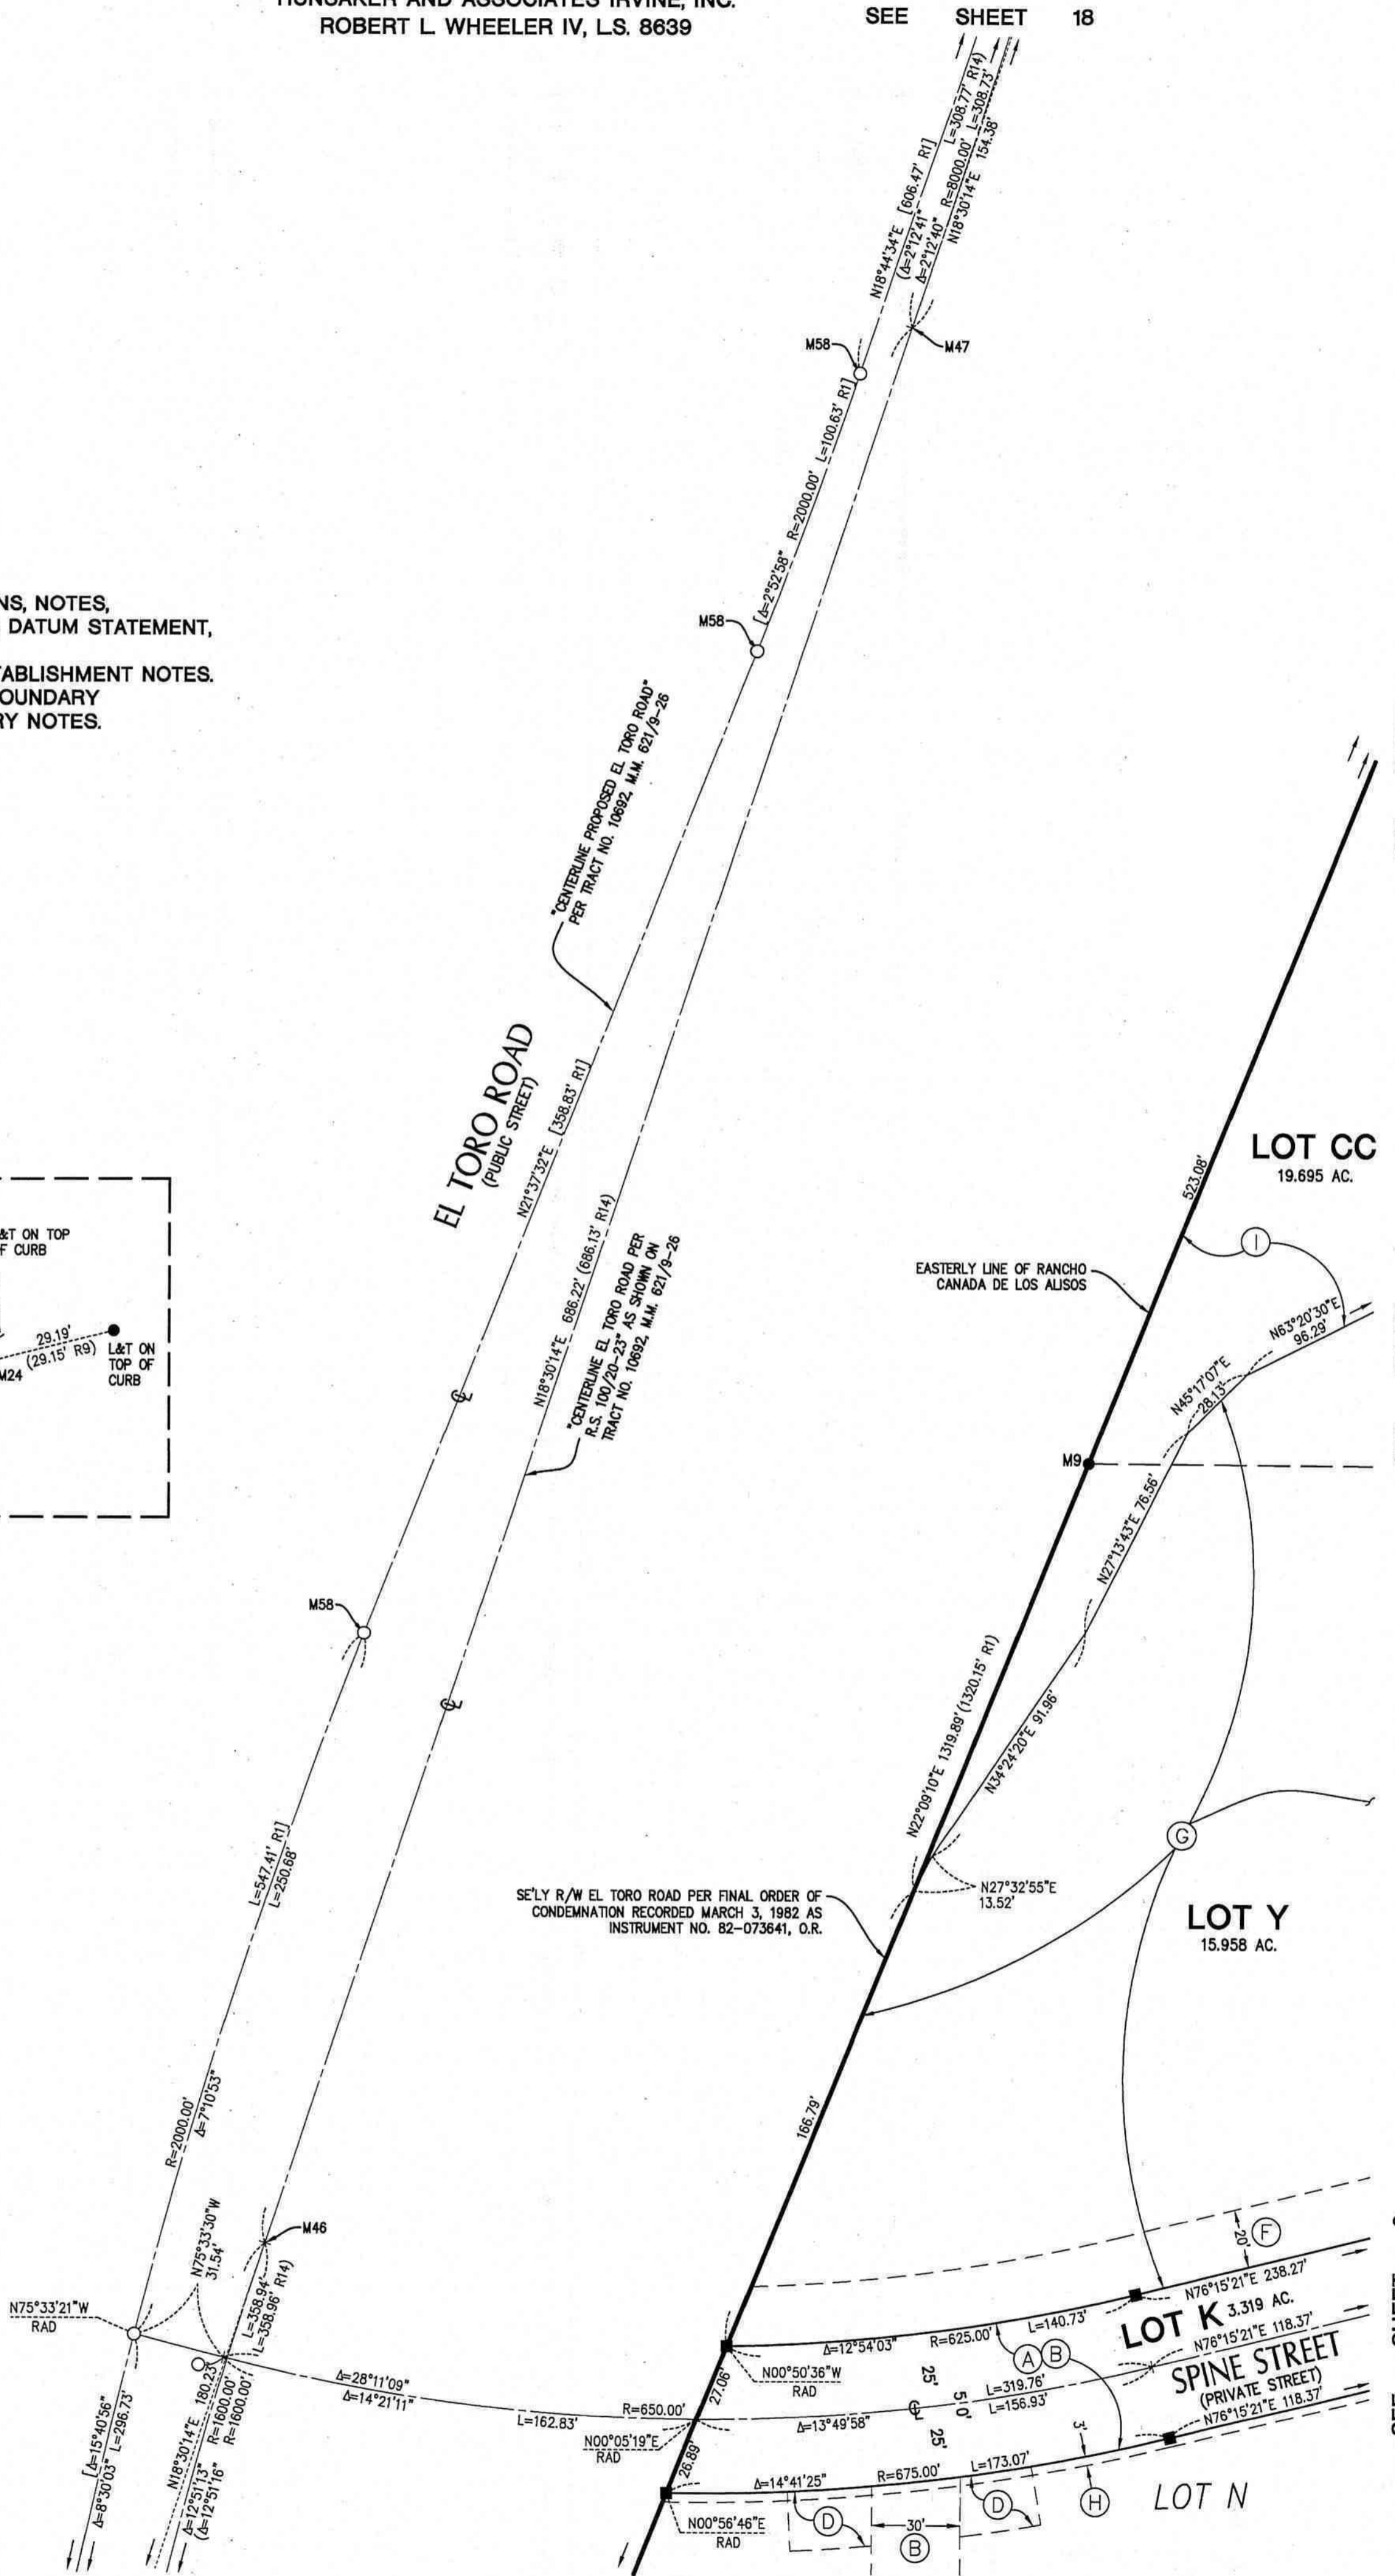 HUNSAKER AND ASSOCIATES IRVINE, INC.
ROBERT L. WHEELER IV, L.S. 8639
SEE SHEET 18
L=308.77' R14)
N18°44'34"E [606.47' R1]
(Δ=2°12'41"
Δ=2°12'40" R=8000.00' L=308.73'
N18°30'14"E 154.38'
M58
M47
[Δ=2°52'58" R=2000.00' L=100.63' R1]
M58
NS, NOTES,
DATUM STATEMENT,
TABLISHMENT NOTES.
OUNDARY
RY NOTES.
"CENTERLINE PROPOSED EL TORO ROAD"
PER TRACT NO. 10692, M.M. 621/9-26
EL TORO ROAD
(PUBLIC STREET)
N21°37'32"E [358.83' R1]
N18°30'14"E 686.22' (686.13' R14)
"CENTERLINE EL TORO ROAD PER
R.S. 100/20-23" AS SHOWN ON
TRACT NO. 10692, M.M. 621/9-26
&T ON TOP
F CURB
29.19'
(29.15' R9)
M24
L&T ON
TOP OF
CURB
LOT CC
19.695 AC.
523.08'
I
EASTERLY LINE OF RANCHO
CANADA DE LOS ALISOS
N63°20'30"E
96.29'
N45°17'07"E
28.13'
M9
N27°13'43"E 76.56'
M58
N22°09'10"E 1319.89' (1320.15' R1)
N34°24'20"E 91.96'
G
L=547.41' R1]
L=250.68'
N27°32'55"E
13.52'
SE'LY R/W EL TORO ROAD PER FINAL ORDER OF
CONDEMNATION RECORDED MARCH 3, 1982 AS
INSTRUMENT NO. 82-073641, O.R.
LOT Y
15.958 AC.
R=2000.00'
Δ=7°10'53"
166.79'
N75°33'30"W
31.54'
M46
20'
F
L=358.94'
L=358.96' R14)
N75°33'21"W
RAD
N76°15'21"E 238.27'
LOT K 3.319 AC.
N76°15'21"E 118.37'
SPINE STREET
(PRIVATE STREET)
N76°15'21"E 118.37'
Δ=12°54'03" R=625.00' L=140.73'
A B
N00°50'36"W
RAD
27.06'
25'
50'
25'
L=319.76'
L=156.93'
Δ=28°11'09"
Δ=14°21'11"
L=162.83'
R=650.00'
Δ=13°49'58"
N00°05'19"E
RAD
26.89'
3'
Δ=14°41'25" R=675.00' L=173.07'
N00°56'46"E
RAD
D
30'
B
D
H
LOT N
[Δ=15°40'56"
Δ=8°30'03" L=296.73'
N18°30'14"E 180.23'
Δ=12°51'13" R=1600.00'
(Δ=12°51'16" R=1600.00'